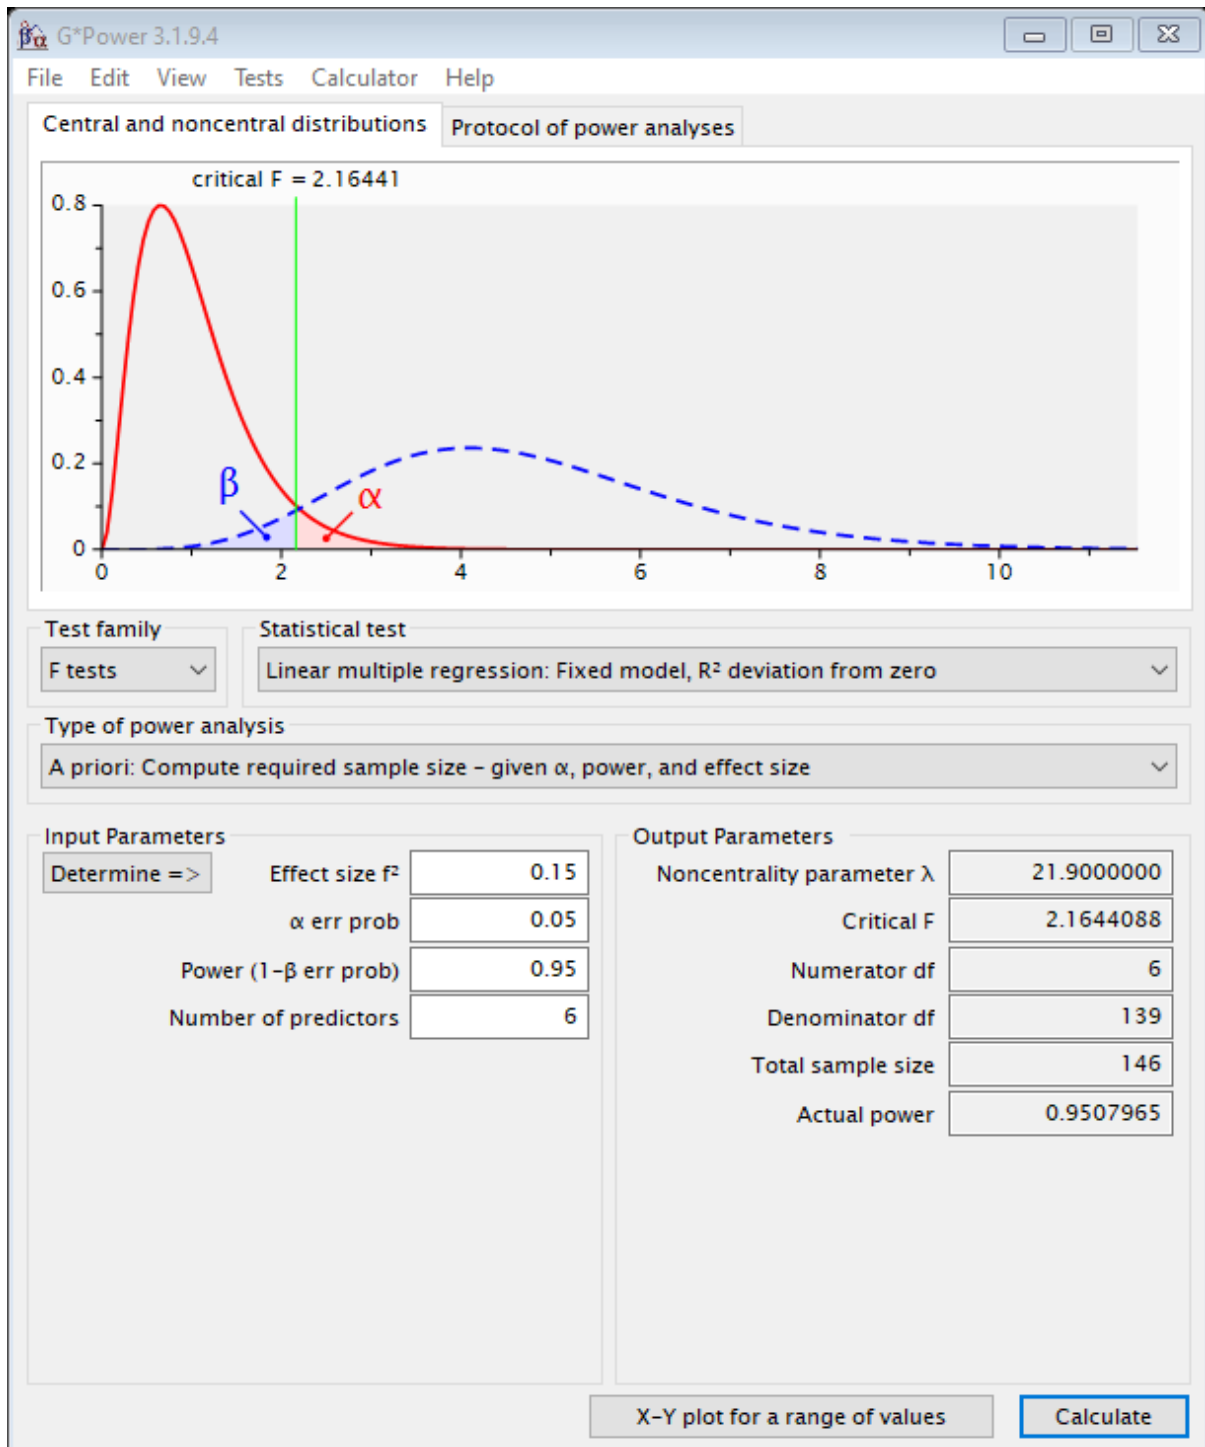 G*Power 3.1.9.4
File Edit View Tests Calculator Help
Central and noncentral distributions Protocol of power analyses
critical F = 2.16441
0.8
0.6
0.4
0.2
0
β
α
0 2 4 6 8 10
Test family Statistical test
F tests Linear multiple regression: Fixed model, R² deviation from zero
Type of power analysis
A priori: Compute required sample size – given α, power, and effect size
Input Parameters Output Parameters
Determine => Effect size f² 0.15 Noncentrality parameter λ 21.9000000
α err prob 0.05 Critical F 2.1644088
Power (1–β err prob) 0.95 Numerator df 6
Number of predictors 6 Denominator df 139
Total sample size 146
Actual power 0.9507965
X–Y plot for a range of values Calculate